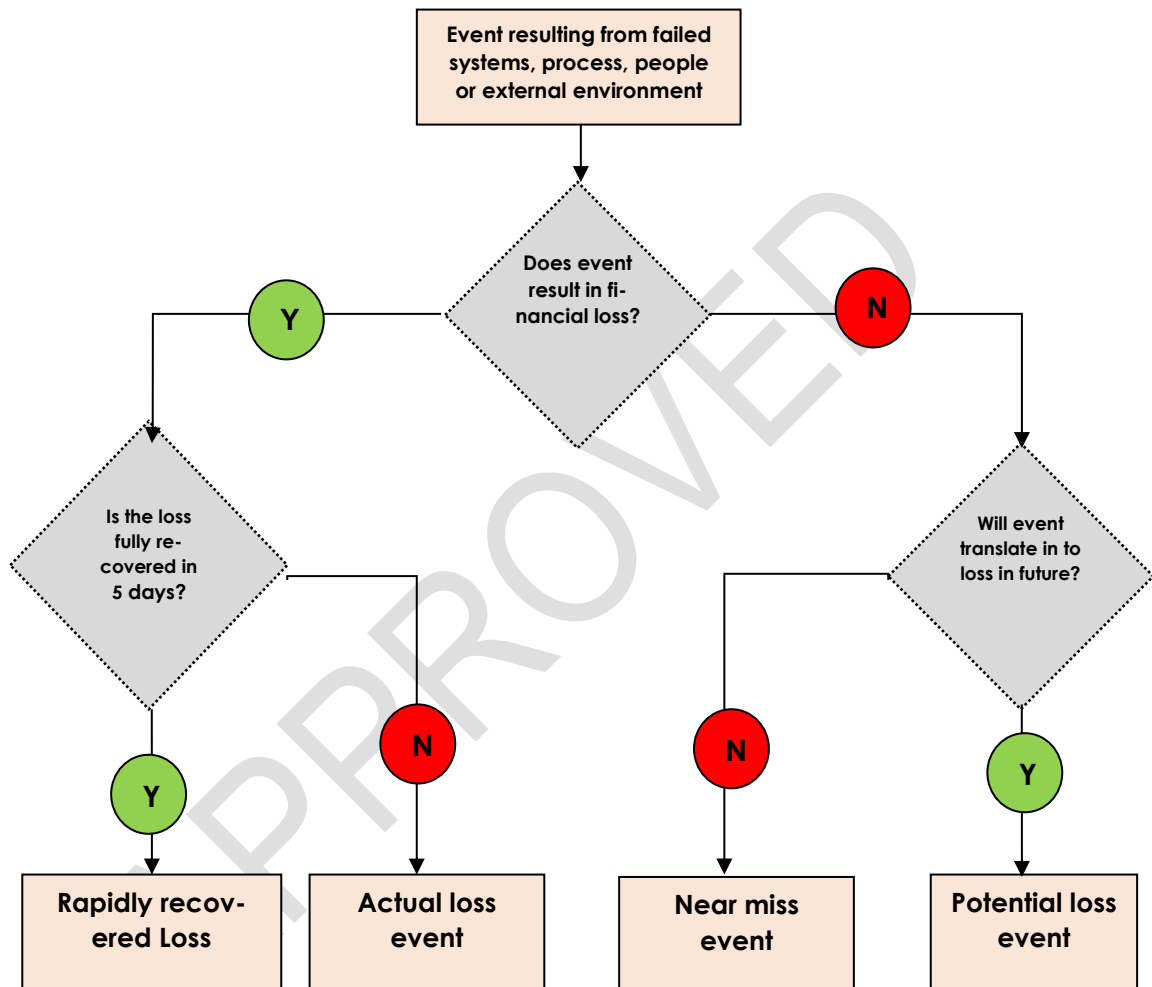 Event resulting from failed
systems, process, people
or external environment
Does event
result in fi-
nancial loss?
Y
N
Is the loss
fully re-
covered in
5 days?
Will event
translate in to
loss in future?
N
N
Y
Y
Rapidly recov-
ered Loss
Actual loss
event
Near miss
event
Potential loss
event
APPROVED